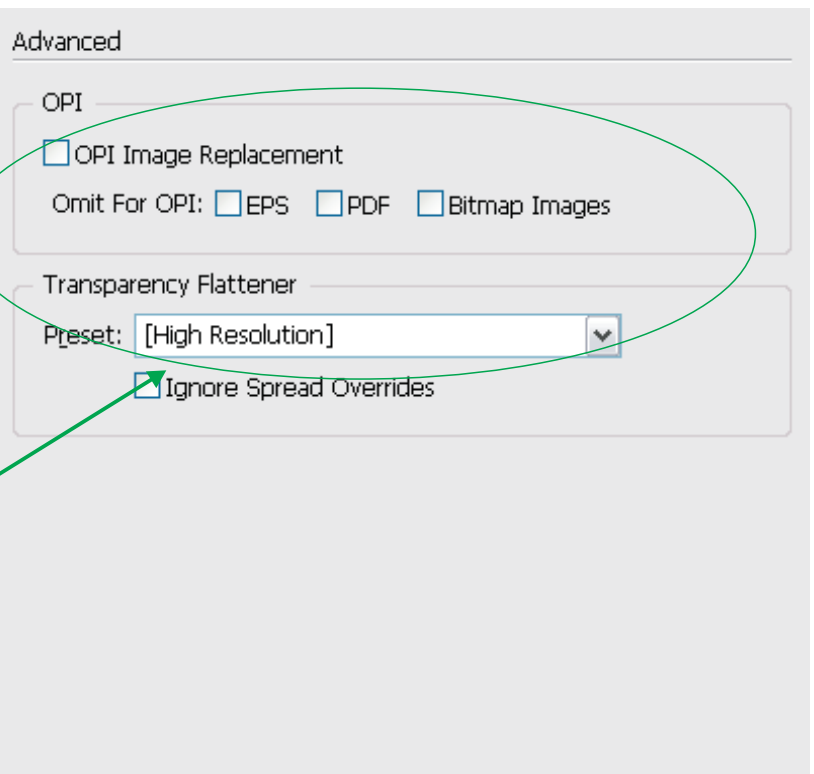 Advanced
OPI
OPI Image Replacement
Omit For OPI: EPS PDF Bitmap Images
Transparency Flattener
Preset: [High Resolution]
Ignore Spread Overrides